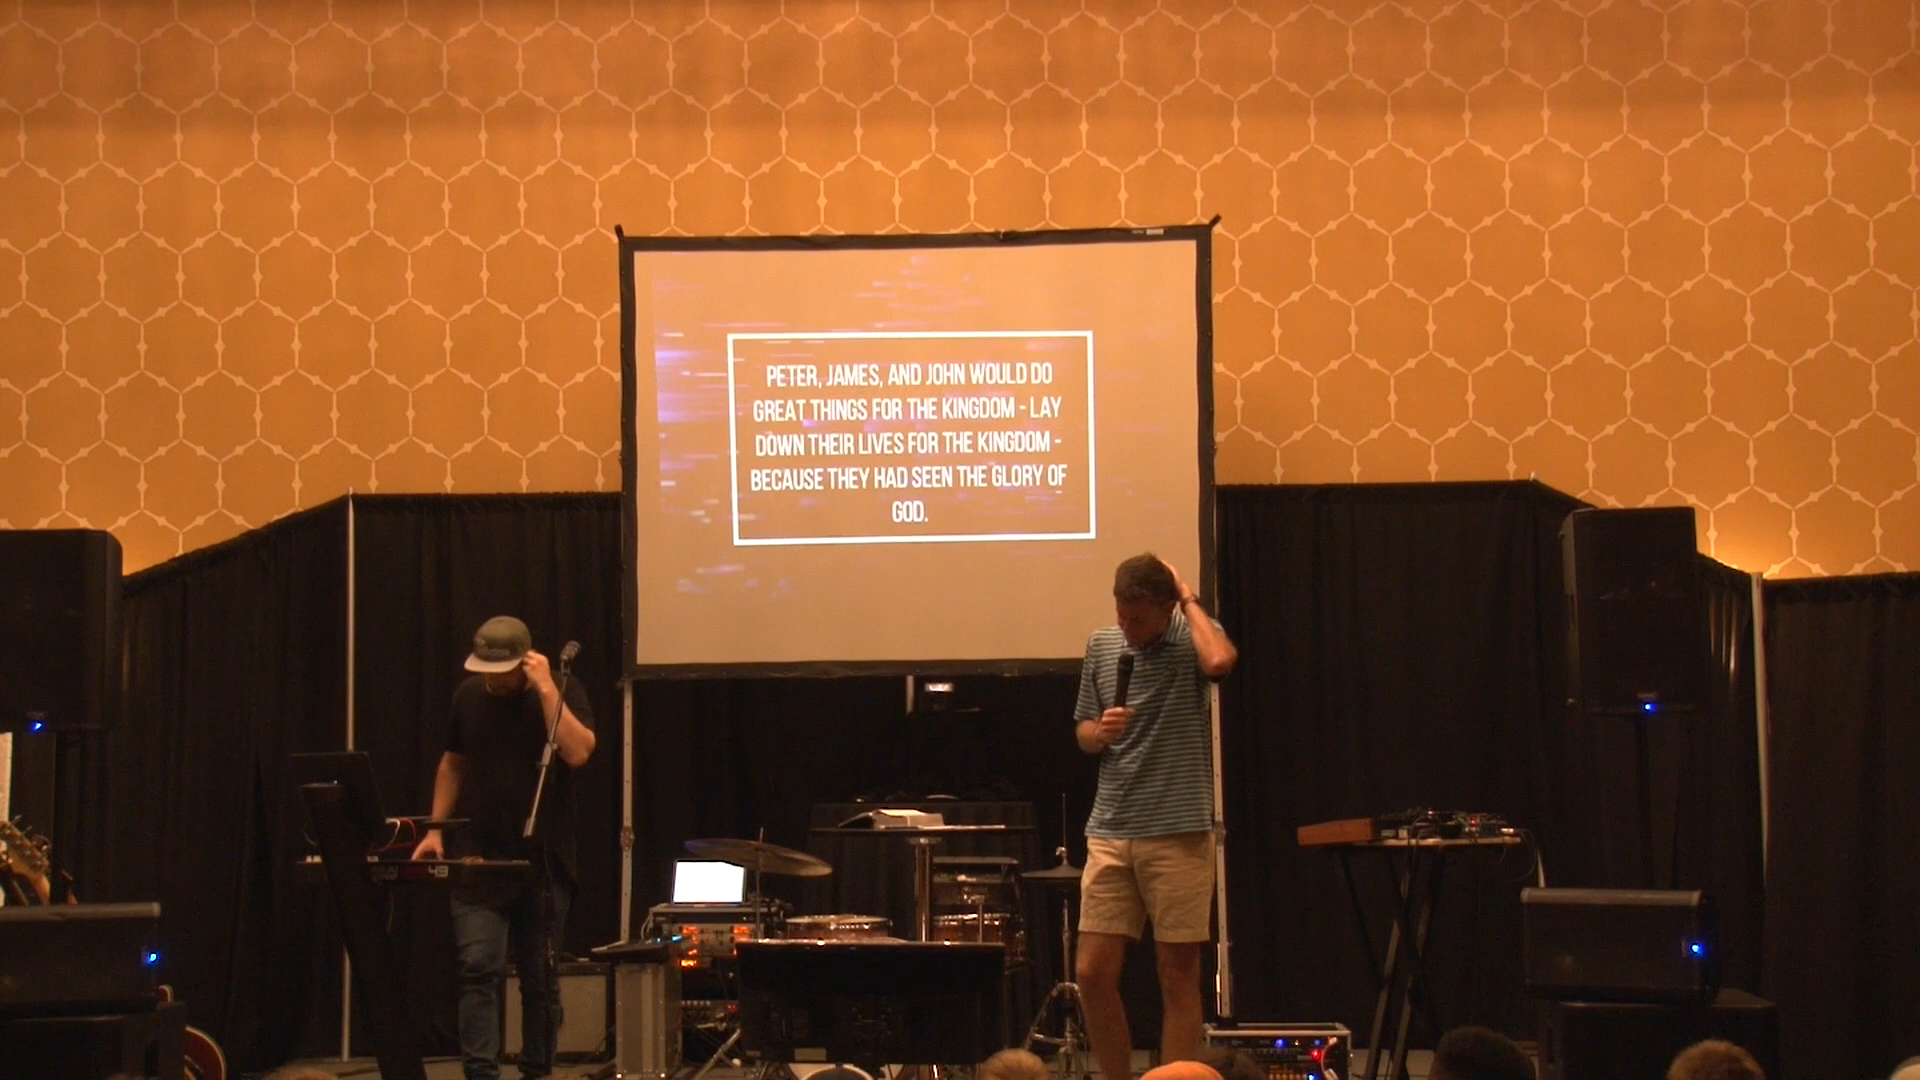 PETER, JAMES, AND JOHN WOULD DO
GREAT THINGS FOR THE KINGDOM - LAY
DOWN THEIR LIVES FOR THE KINGDOM -
BECAUSE THEY HAD SEEN THE GLORY OF
GOD.
49